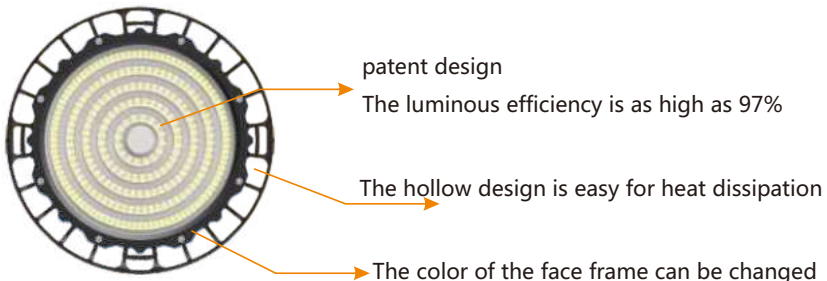 patent design
The luminous efficiency is as high as 97%
The hollow design is easy for heat dissipation
The color of the face frame can be changed